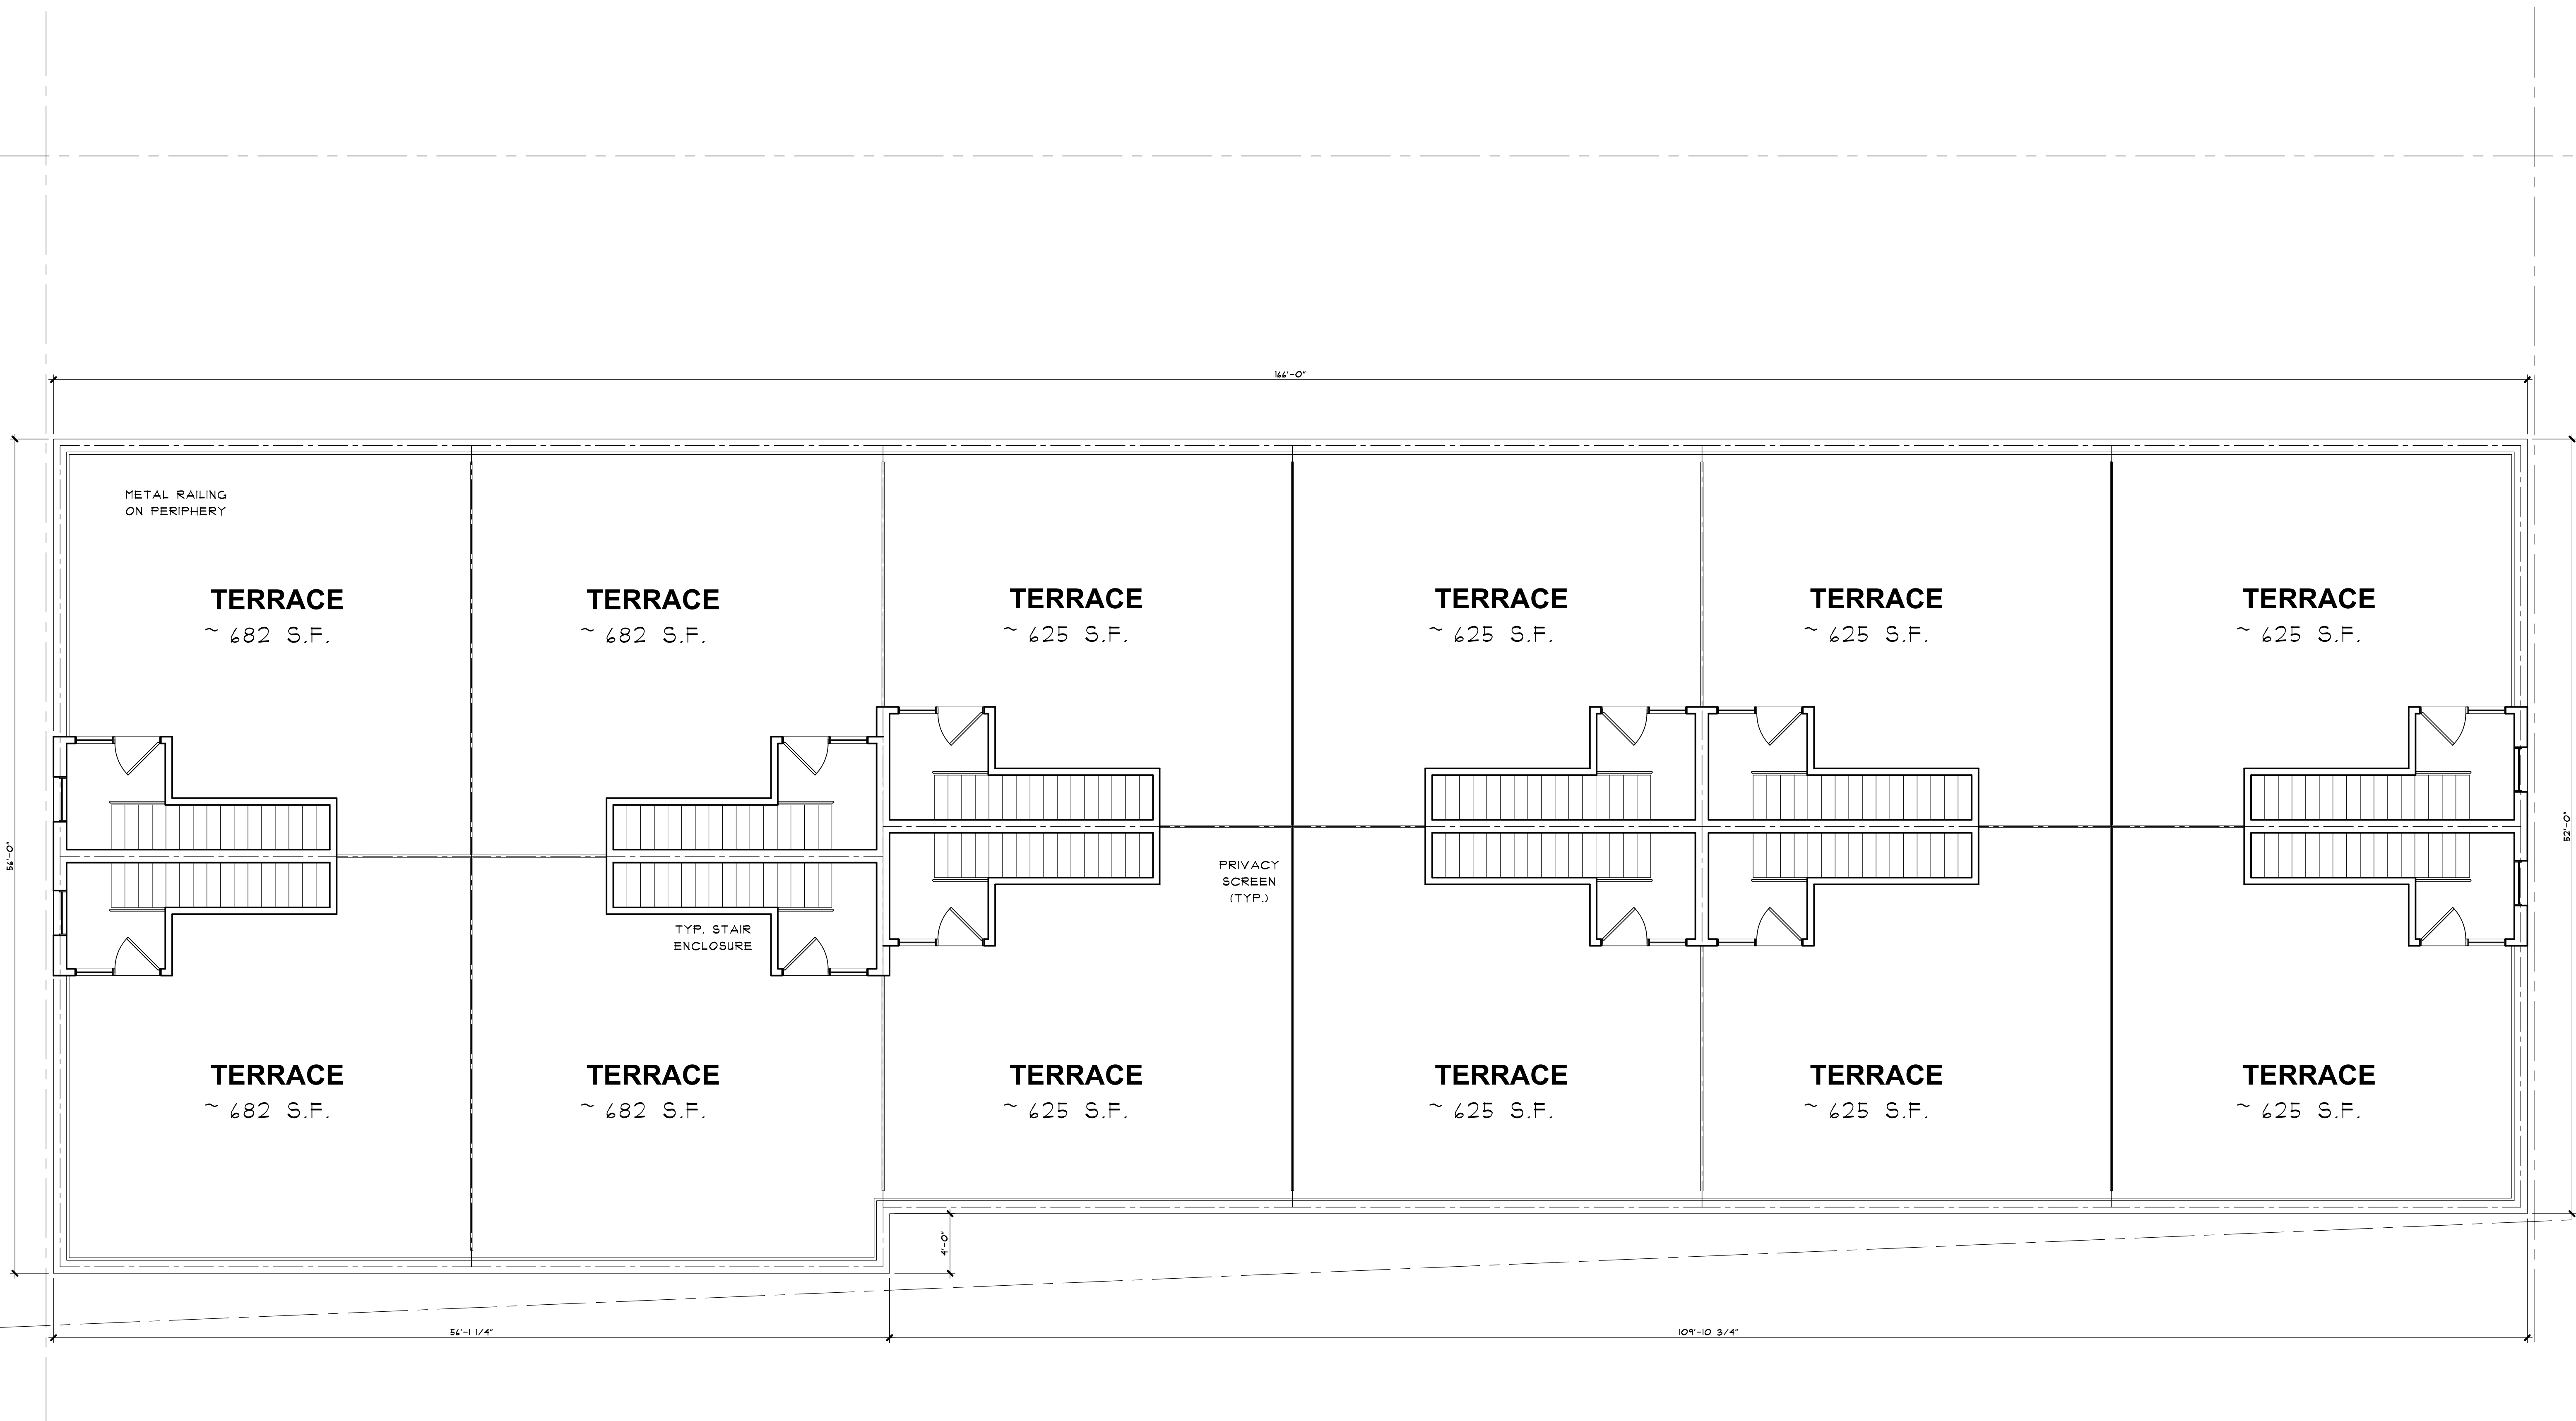 166'-0"
METAL RAILING
ON PERIPHERY
TERRACE
~ 682 S.F.
TERRACE
~ 682 S.F.
TERRACE
~ 625 S.F.
TERRACE
~ 625 S.F.
TERRACE
~ 625 S.F.
TERRACE
~ 625 S.F.
56'-0"
52'-0"
PRIVACY
SCREEN
(TYP.)
TYP. STAIR
ENCLOSURE
TERRACE
~ 682 S.F.
TERRACE
~ 682 S.F.
TERRACE
~ 625 S.F.
TERRACE
~ 625 S.F.
TERRACE
~ 625 S.F.
TERRACE
~ 625 S.F.
4'-0"
56'-1 1/4"
109'-10 3/4"